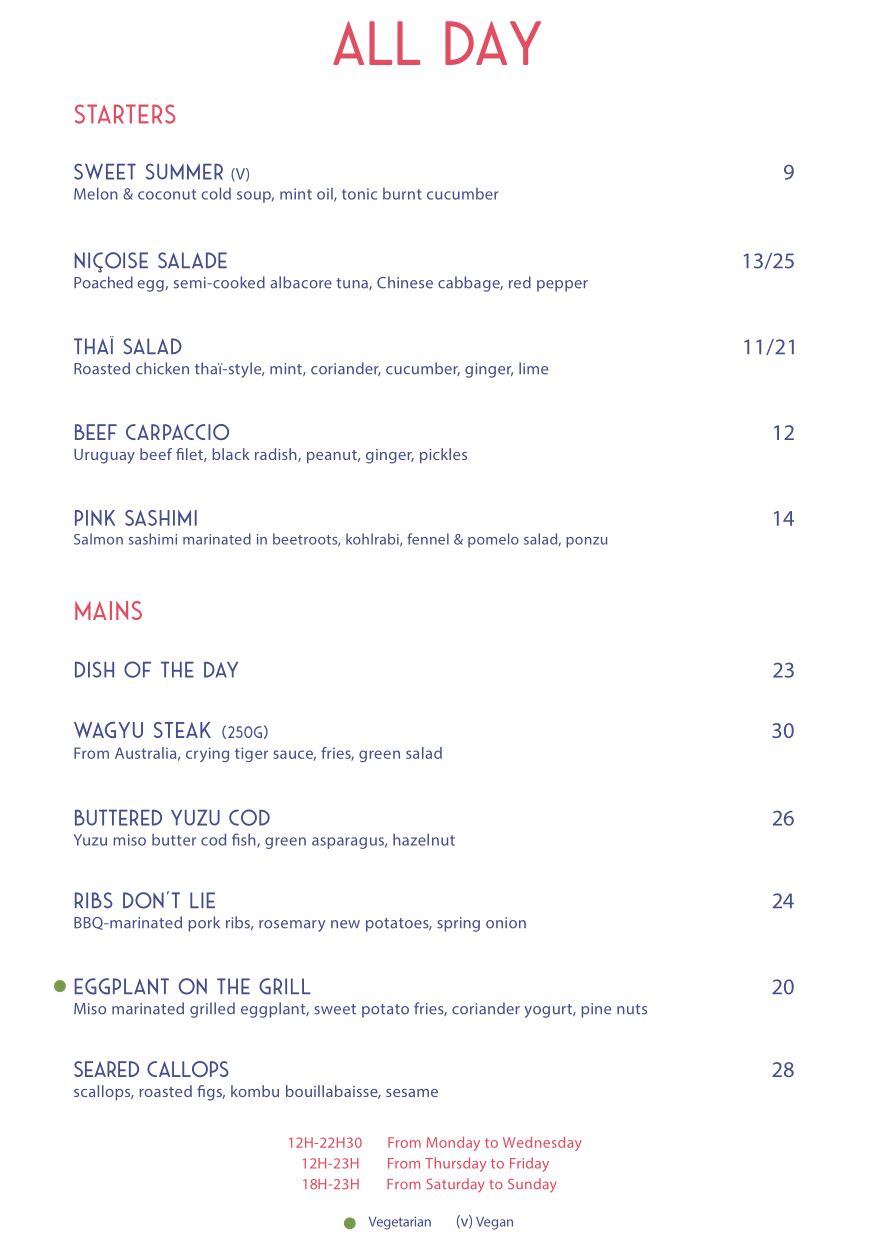 ALL DAY
STARTERS
SWEET SUMMER (V) 9
Melon & coconut cold soup, mint oil, tonic burnt cucumber
NIÇOISE SALADE 13/25
Poached egg, semi-cooked albacore tuna, Chinese cabbage, red pepper
THAÏ SALAD 11/21
Roasted chicken thaï-style, mint, coriander, cucumber, ginger, lime
BEEF CARPACCIO 12
Uruguay beef filet, black radish, peanut, ginger, pickles
PINK SASHIMI 14
Salmon sashimi marinated in beetroots, kohlrabi, fennel & pomelo salad, ponzu
MAINS
DISH OF THE DAY 23
WAGYU STEAK (250G) 30
From Australia, crying tiger sauce, fries, green salad
BUTTERED YUZU COD 26
Yuzu miso butter cod fish, green asparagus, hazelnut
RIBS DON'T LIE 24
BBQ-marinated pork ribs, rosemary new potatoes, spring onion
EGGPLANT ON THE GRILL 20
Miso marinated grilled eggplant, sweet potato fries, coriander yogurt, pine nuts
SEARED CALLOPS 28
scallops, roasted figs, kombu bouillabaisse, sesame
12H-22H30 From Monday to Wednesday
12H-23H From Thursday to Friday
18H-23H From Saturday to Sunday
Vegetarian (v) Vegan